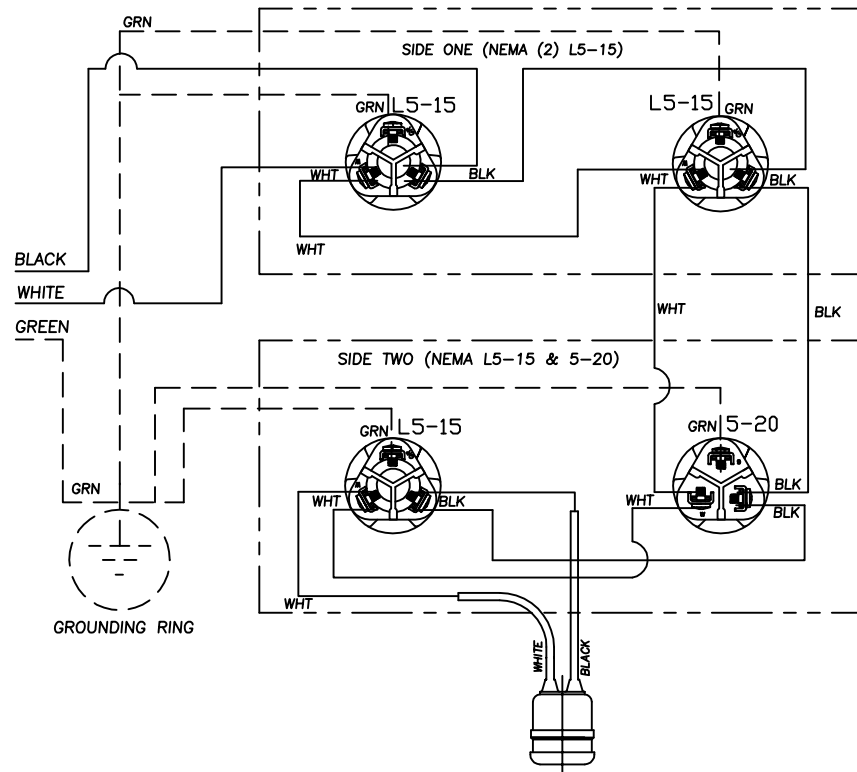 GRN
SIDE ONE (NEMA (2) L5-15)
GRN L5-15
L5-15 GRN
WHT
BLK
WHT
BLK
WHT
BLACK
WHITE
GREEN
WHT
BLK
SIDE TWO (NEMA L5-15 & 5-20)
GRN L5-15
GRN 5-20
GRN
WHT
BLK
WHT
BLK
BLK
WHT
GROUNDING RING
WHITE
BLACK